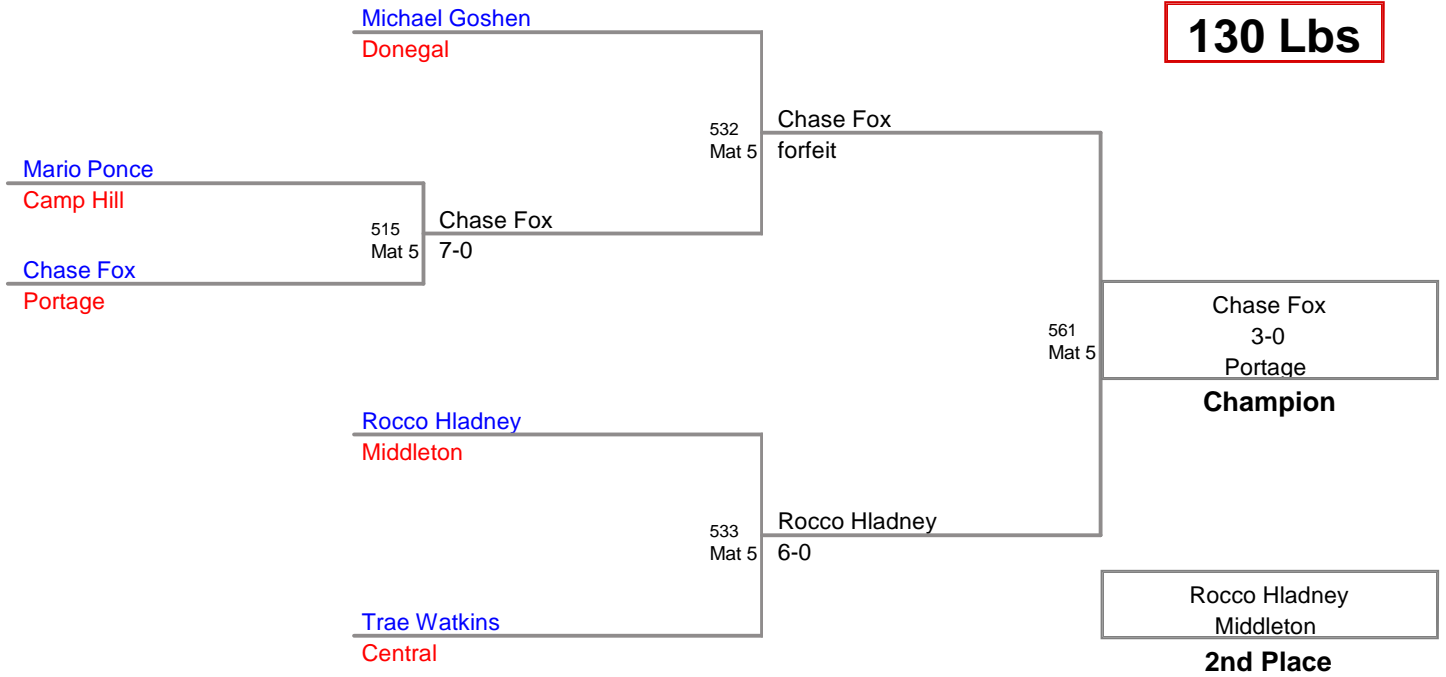 Michael Goshen
Donegal
130 Lbs
532
Mat 5
Chase Fox
forfeit
Mario Ponce
Camp Hill
515
Mat 5
Chase Fox
7-0
Chase Fox
Portage
561
Mat 5
Chase Fox
3-0
Portage
Champion
Rocco Hladney
Middleton
533
Mat 5
Rocco Hladney
6-0
Trae Watkins
Central
Rocco Hladney
Middleton
2nd Place